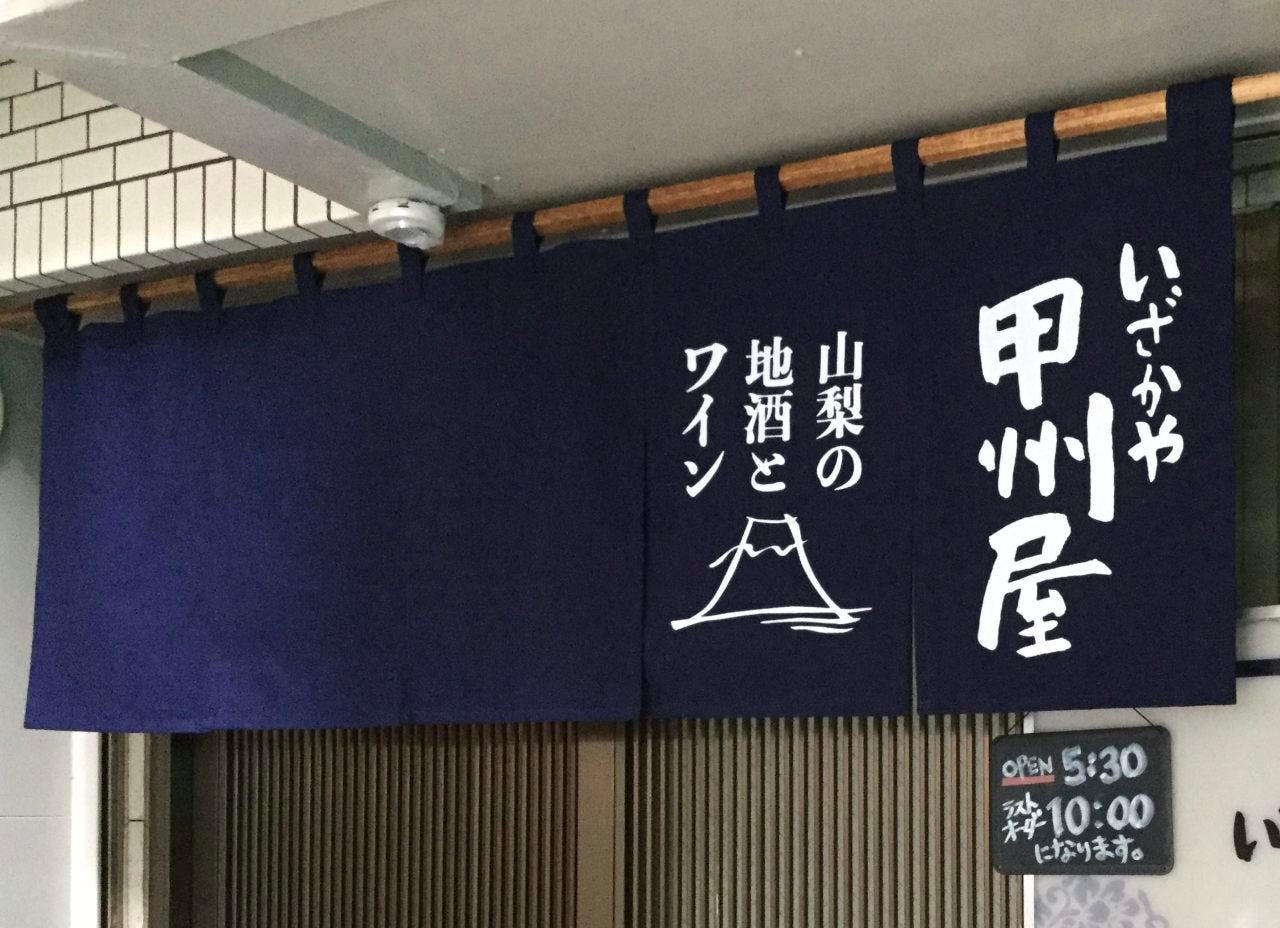 いざかや
甲州屋
山梨の
地酒と
ワイン
OPEN 5:30
ラスト
オーダー 10:00
になります。
い